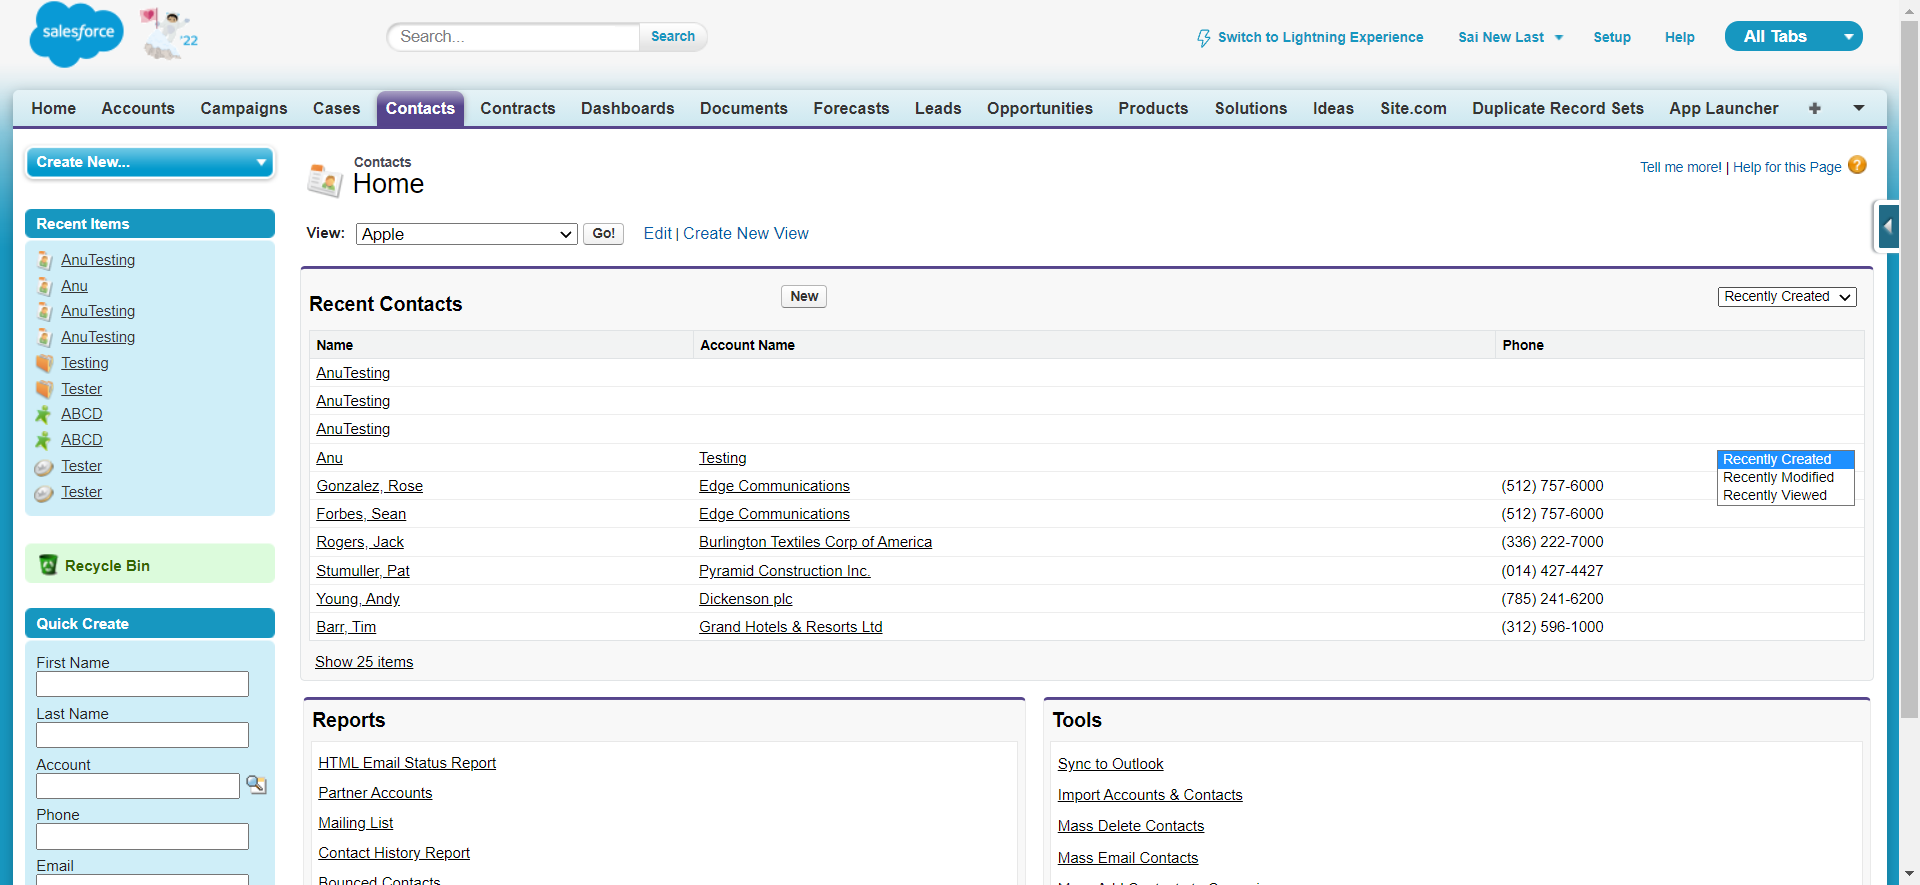 salesforce
'22
Search...
Search
Switch to Lightning Experience
Sai New Last
Setup
Help
All Tabs
Home
Accounts
Campaigns
Cases
Contacts
Contracts
Dashboards
Documents
Forecasts
Leads
Opportunities
Products
Solutions
Ideas
Site.com
Duplicate Record Sets
App Launcher
+
Create New...
Recent Items
AnuTesting
Anu
AnuTesting
AnuTesting
Testing
Tester
ABCD
ABCD
Tester
Tester
Recycle Bin
Quick Create
First Name
Last Name
Account
Phone
Email
Contacts
Home
Tell me more! | Help for this Page
View: Apple Go! Edit | Create New View
Recent Contacts
New
Recently Created
Name Account Name Phone
AnuTesting
AnuTesting
AnuTesting
Anu Testing
Gonzalez, Rose Edge Communications (512) 757-6000
Forbes, Sean Edge Communications (512) 757-6000
Rogers, Jack Burlington Textiles Corp of America (336) 222-7000
Stumuller, Pat Pyramid Construction Inc. (014) 427-4427
Young, Andy Dickenson plc (785) 241-6200
Barr, Tim Grand Hotels & Resorts Ltd (312) 596-1000
Recently Created
Recently Modified
Recently Viewed
Show 25 items
Reports
HTML Email Status Report
Partner Accounts
Mailing List
Contact History Report
Bounced Contacts
Tools
Sync to Outlook
Import Accounts & Contacts
Mass Delete Contacts
Mass Email Contacts